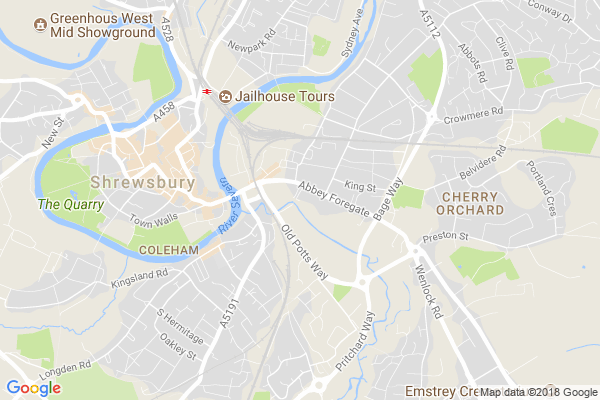 Greenhous West
Mid Showground
A528
Newpark Rd
Sydney Ave
A5112
Conway Dr
Clive Rd
Abbots Rd
Jailhouse Tours
A458
New St
Crowmere Rd
Belvidere Rd
Portland Cres
Shrewsbury
The Quarry
Town Walls
River Severn
King St
Abbey Foregate
Bage Way
CHERRY
ORCHARD
Preston St
COLEHAM
Kingsland Rd
Old Potts Way
Wenlock Rd
A5191
S Hermitage
Oakley St
Longden Rd
Pritchard Way
Google
Emstrey Cre
Map data ©2018 Google